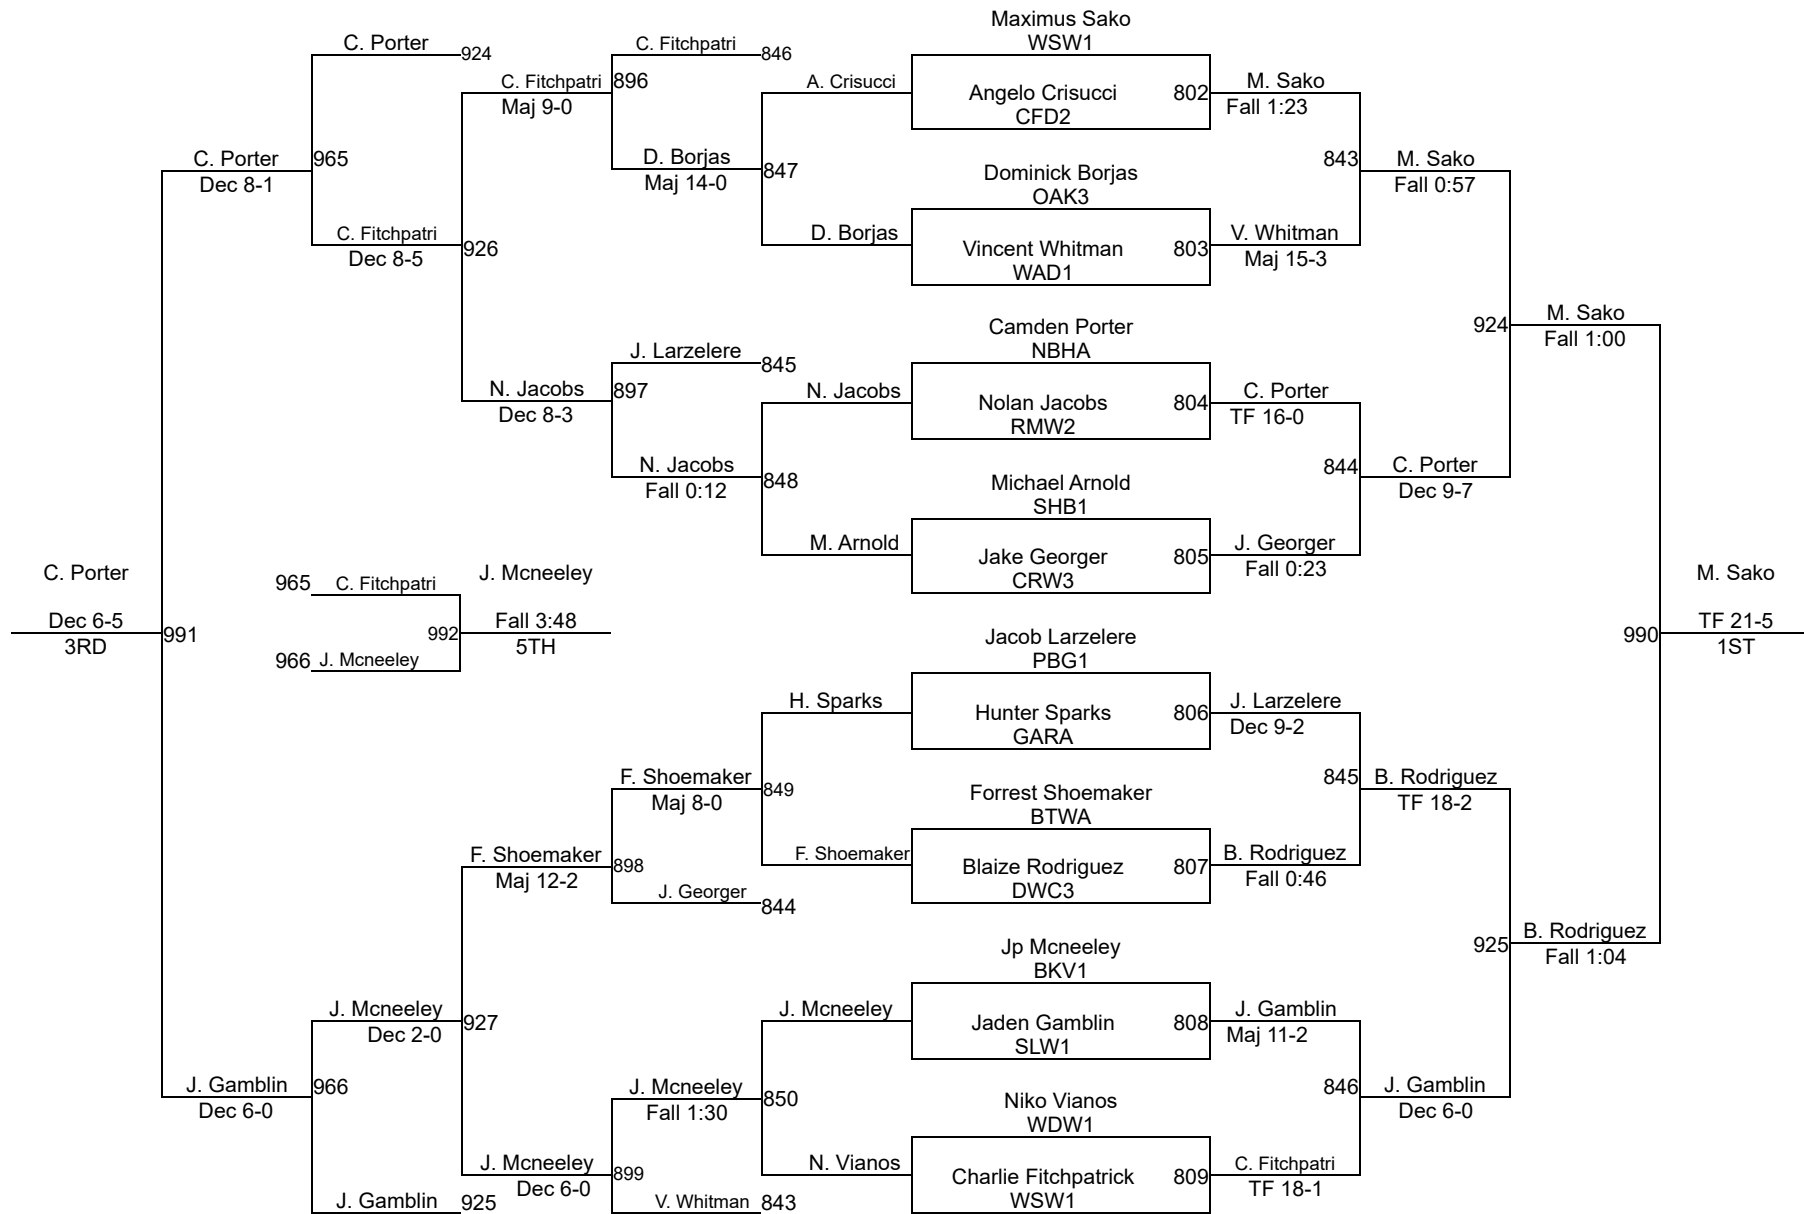 Maximus Sako
WSW1
C. Porter
924
C. Fitchpatri
846
C. Fitchpatri
896
Maj 9-0
A. Crisucci
Angelo Crisucci
802
CFD2
M. Sako
Fall 1:23
C. Porter
965
Dec 8-1
D. Borjas
847
Maj 14-0
Dominick Borjas
OAK3
843
M. Sako
Fall 0:57
C. Fitchpatri
926
Dec 8-5
D. Borjas
Vincent Whitman
803
WAD1
V. Whitman
Maj 15-3
Camden Porter
NBHA
924
M. Sako
Fall 1:00
J. Larzelere
845
N. Jacobs
897
Dec 8-3
N. Jacobs
Nolan Jacobs
804
RMW2
C. Porter
TF 16-0
N. Jacobs
848
Fall 0:12
Michael Arnold
SHB1
844
C. Porter
Dec 9-7
M. Arnold
Jake Georger
805
CRW3
J. Georger
Fall 0:23
C. Porter
Dec 6-5
3RD
991
965
C. Fitchpatri
966
J. Mcneeley
992
J. Mcneeley
Fall 3:48
5TH
M. Sako
990
TF 21-5
1ST
Jacob Larzelere
PBG1
H. Sparks
Hunter Sparks
806
GARA
J. Larzelere
Dec 9-2
F. Shoemaker
849
Maj 8-0
Forrest Shoemaker
BTWA
845
B. Rodriguez
TF 18-2
F. Shoemaker
898
Maj 12-2
F. Shoemaker
Blaize Rodriguez
807
DWC3
B. Rodriguez
Fall 0:46
J. Georger
844
Jp Mcneeley
BKV1
925
B. Rodriguez
Fall 1:04
J. Mcneeley
927
Dec 2-0
J. Mcneeley
Jaden Gamblin
808
SLW1
J. Gamblin
Maj 11-2
J. Gamblin
966
Dec 6-0
J. Mcneeley
850
Fall 1:30
Niko Vianos
WDW1
846
J. Gamblin
Dec 6-0
J. Mcneeley
899
Dec 6-0
N. Vianos
Charlie Fitchpatrick
809
WSW1
C. Fitchpatri
TF 18-1
J. Gamblin
925
V. Whitman
843